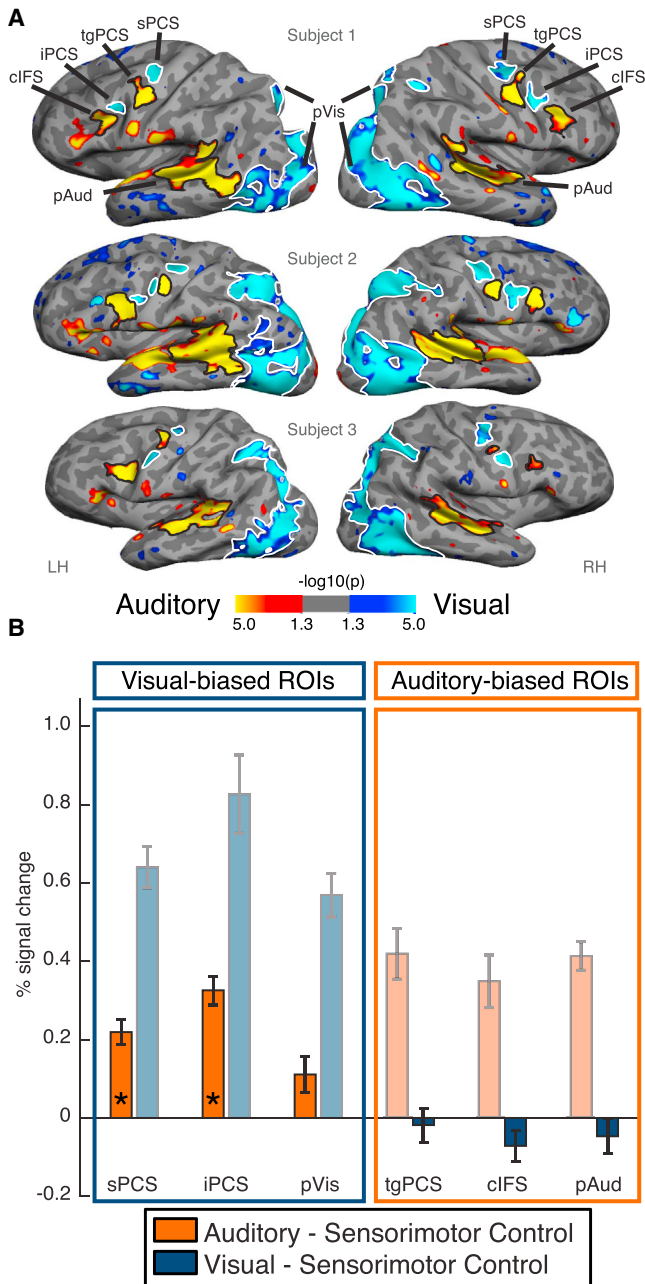 A
sPCS
tgPCS
iPCS
cIFS
Subject 1
sPCS
tgPCS
iPCS
cIFS
pVis
pAud
pAud
Subject 2
Subject 3
LH
RH
-log10(p)
Auditory
Visual
5.0
1.3
1.3
5.0
B
Visual-biased ROIs
Auditory-biased ROIs
% signal change
1.0
0.8
0.6
0.4
0.2
0
-0.2
*
*
sPCS
iPCS
pVis
tgPCS
cIFS
pAud
Auditory - Sensorimotor Control
Visual - Sensorimotor Control